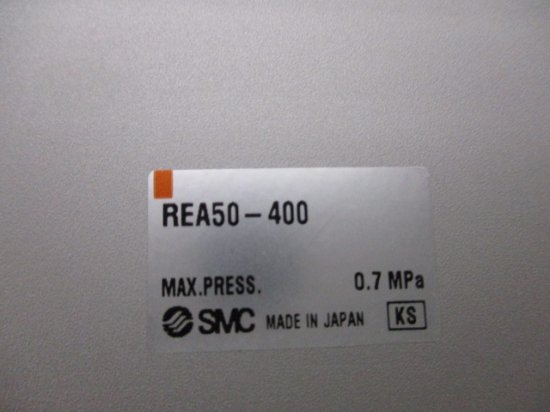 REA50-400
MAX.PRESS. 0.7 MPa
SMC MADE IN JAPAN KS